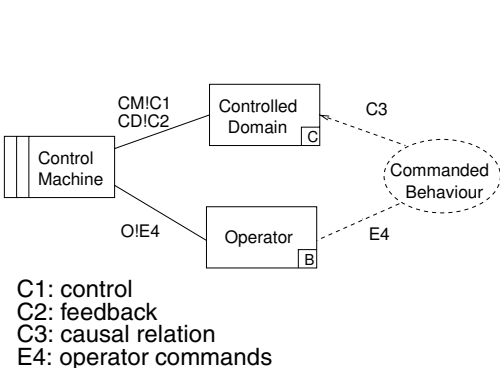 CM!C1
CD!C2
Controlled
Domain
C
C3
Control
Machine
Commanded
Behaviour
O!E4
Operator
B
E4
C1: control
C2: feedback
C3: causal relation
E4: operator commands